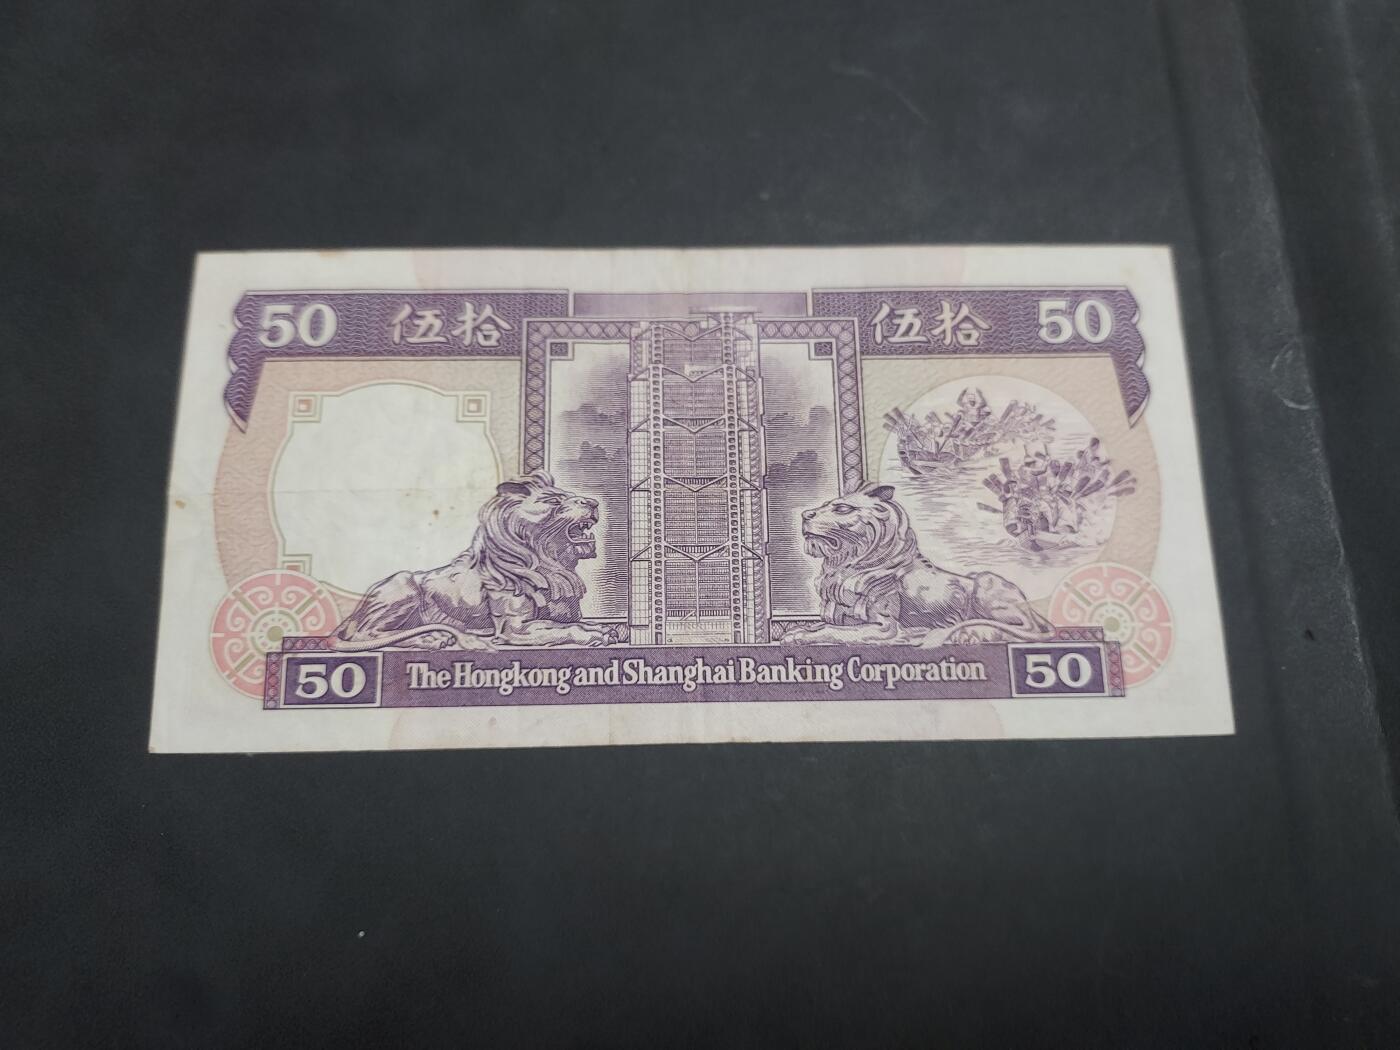 50 伍拾 伍拾 50
50 The Hongkong and Shanghai Banking Corporation 50